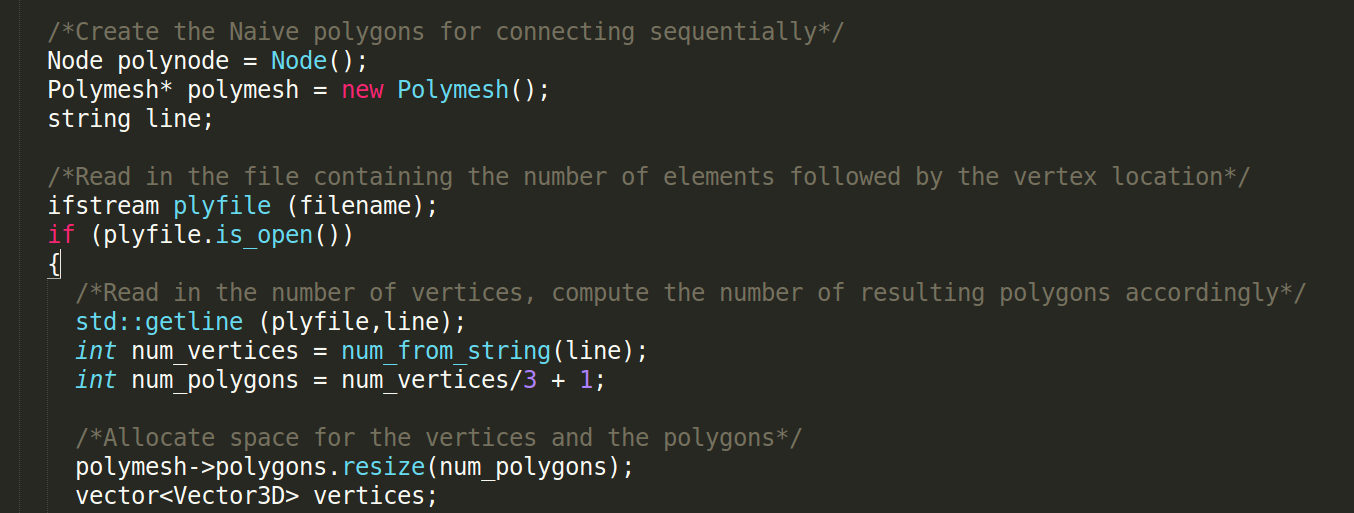 /*Create the Naive polygons for connecting sequentially*/
Node polynode = Node();
Polymesh* polymesh = new Polymesh();
string line;
/*Read in the file containing the number of elements followed by the vertex location*/
ifstream plyfile (filename);
if (plyfile.is_open())
{
/*Read in the number of vertices, compute the number of resulting polygons accordingly*/
std::getline (plyfile,line);
int num_vertices = num_from_string(line);
int num_polygons = num_vertices/3 + 1;
/*Allocate space for the vertices and the polygons*/
polymesh->polygons.resize(num_polygons);
vector<Vector3D> vertices;